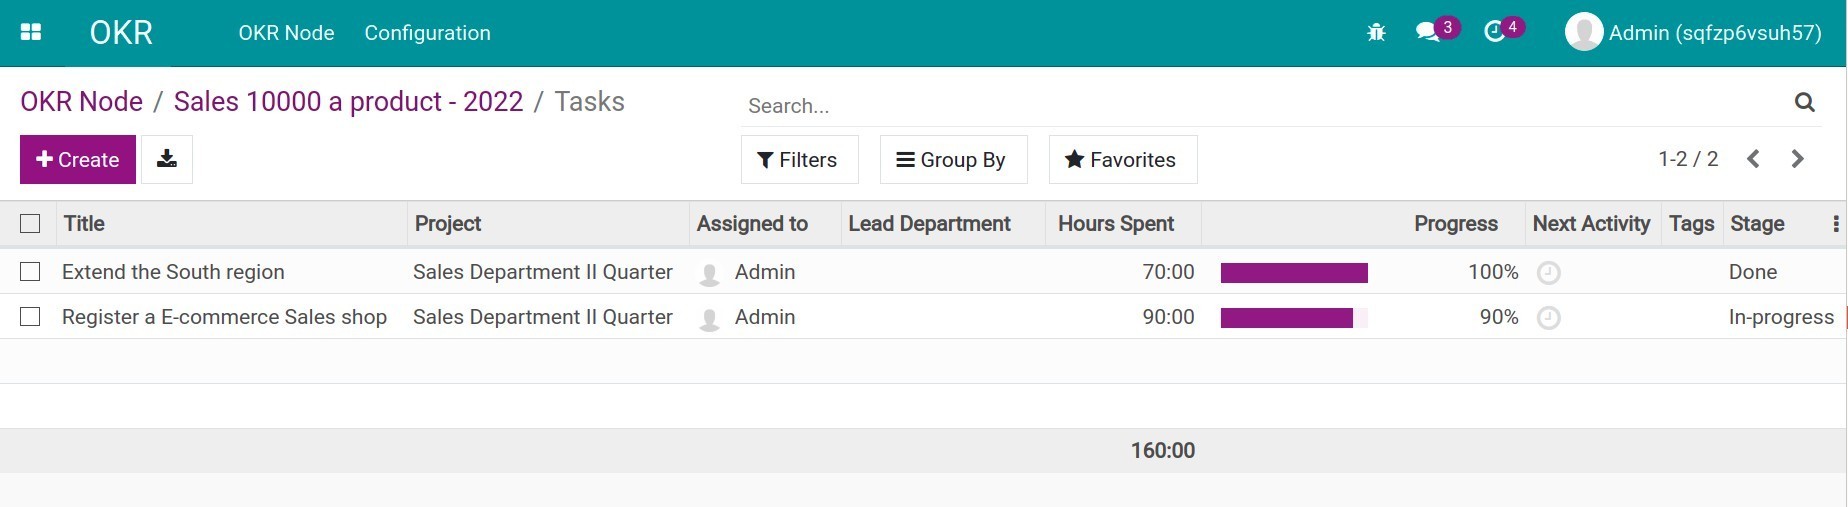 OKR OKR Node Configuration 3 4 Admin (sqfzp6vsuh57)
OKR Node / Sales 10000 a product - 2022 / Tasks
Search...
Create Filters Group By Favorites 1-2 / 2
Title Project Assigned to Lead Department Hours Spent Progress Next Activity Tags Stage
Extend the South region Sales Department II Quarter Admin 70:00 100% Done
Register a E-commerce Sales shop Sales Department II Quarter Admin 90:00 90% In-progress
160:00